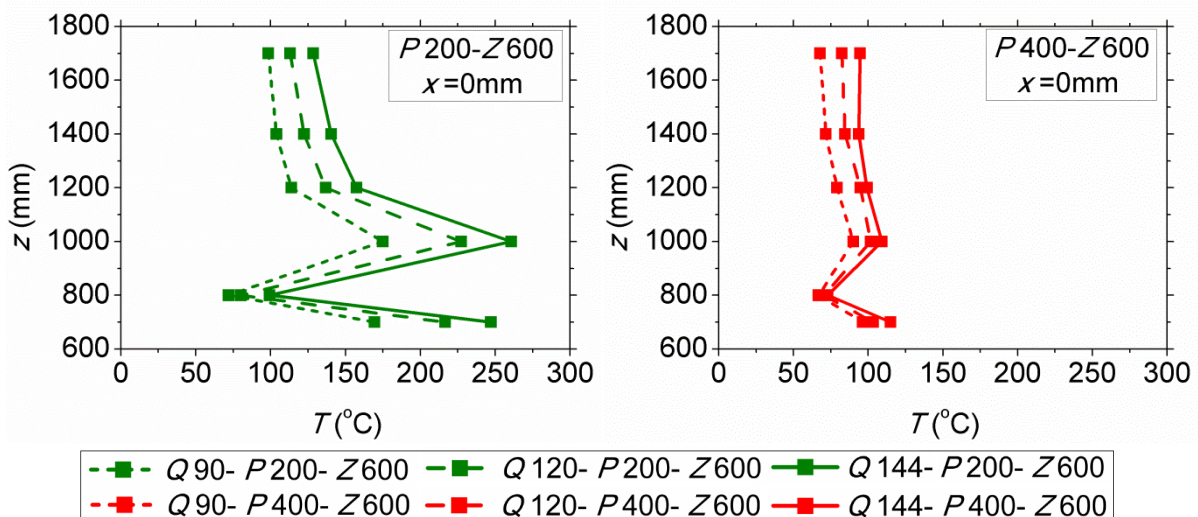 P200-Z600
x=0mm
1800
1600
1400
1200
1000
800
600
z (mm)
0 50 100 150 200 250 300
T (°C)
P400-Z600
x=0mm
1800
1600
1400
1200
1000
800
600
z (mm)
0 50 100 150 200 250 300
T (°C)
Q90-P200-Z600 Q120-P200-Z600 Q144-P200-Z600
Q90-P400-Z600 Q120-P400-Z600 Q144-P400-Z600